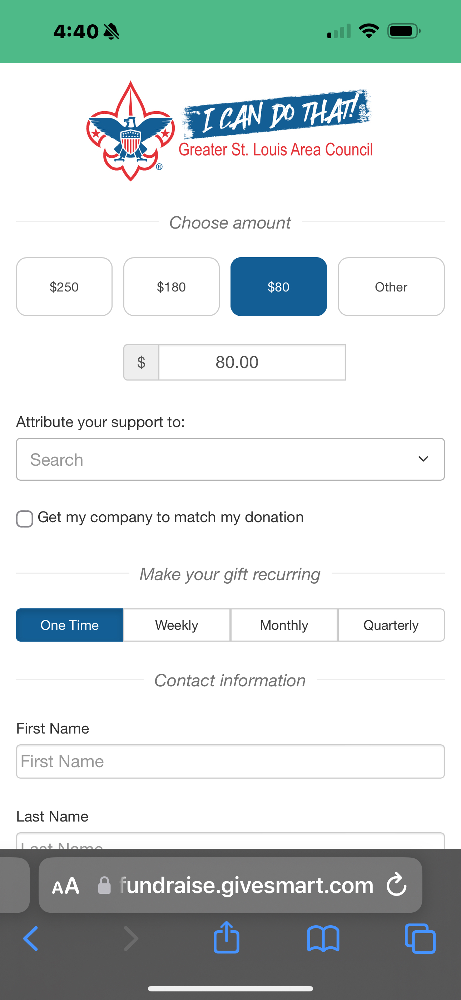 4:40
I CAN DO THAT!
Greater St. Louis Area Council
®
Choose amount
$250 $180 $80 Other
$ 80.00
Attribute your support to:
Search
Get my company to match my donation
Make your gift recurring
One Time Weekly Monthly Quarterly
Contact information
First Name
First Name
Last Name
Last Name
AA fundraise.givesmart.com